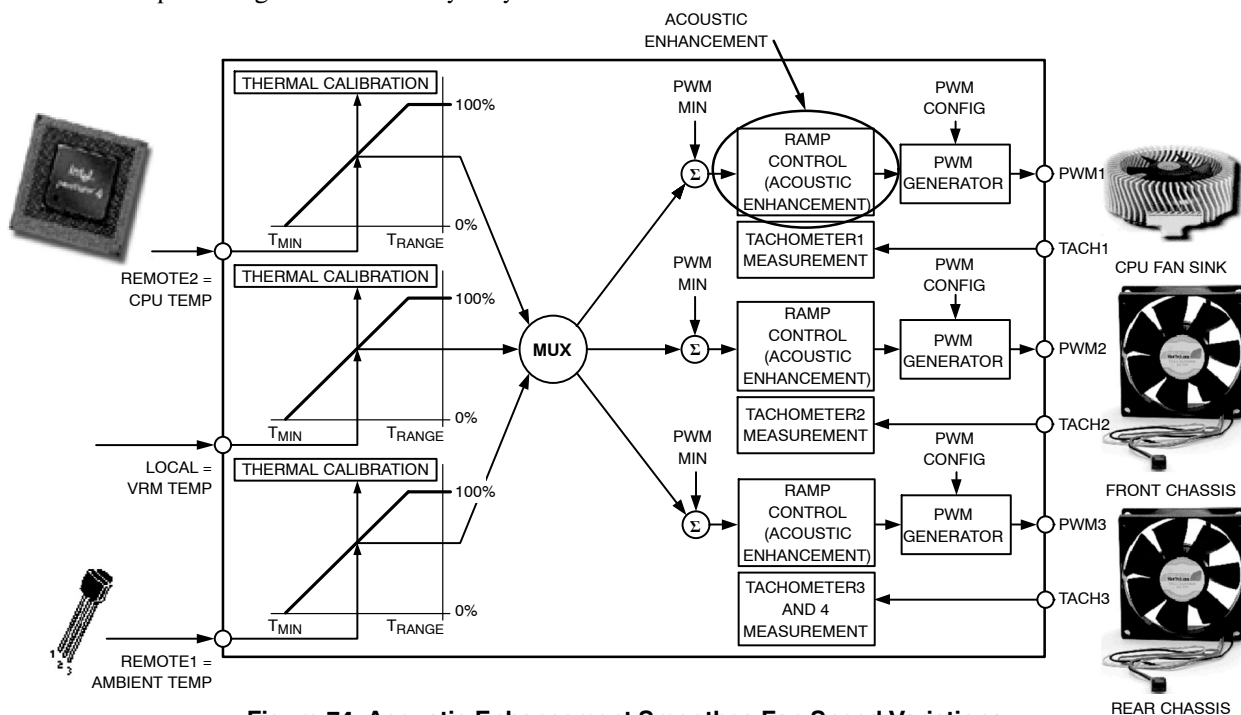 ACOUSTIC
ENHANCEMENT
THERMAL CALIBRATION
100%
0%
TMIN
TRANGE
REMOTE2 =
CPU TEMP
THERMAL CALIBRATION
100%
0%
TMIN
TRANGE
LOCAL =
VRM TEMP
THERMAL CALIBRATION
100%
0%
TMIN
TRANGE
REMOTE1 =
AMBIENT TEMP
1
2
3
MUX
PWM
MIN
Σ
RAMP
CONTROL
(ACOUSTIC
ENHANCEMENT)
PWM
CONFIG
PWM
GENERATOR
PWM1
TACHOMETER1
MEASUREMENT
TACH1
CPU FAN SINK
PWM
MIN
Σ
RAMP
CONTROL
(ACOUSTIC
ENHANCEMENT)
PWM
CONFIG
PWM
GENERATOR
PWM2
TACHOMETER2
MEASUREMENT
TACH2
FRONT CHASSIS
PWM
MIN
Σ
RAMP
CONTROL
(ACOUSTIC
ENHANCEMENT)
PWM
CONFIG
PWM
GENERATOR
PWM3
TACHOMETER3
AND 4
MEASUREMENT
TACH3
REAR CHASSIS